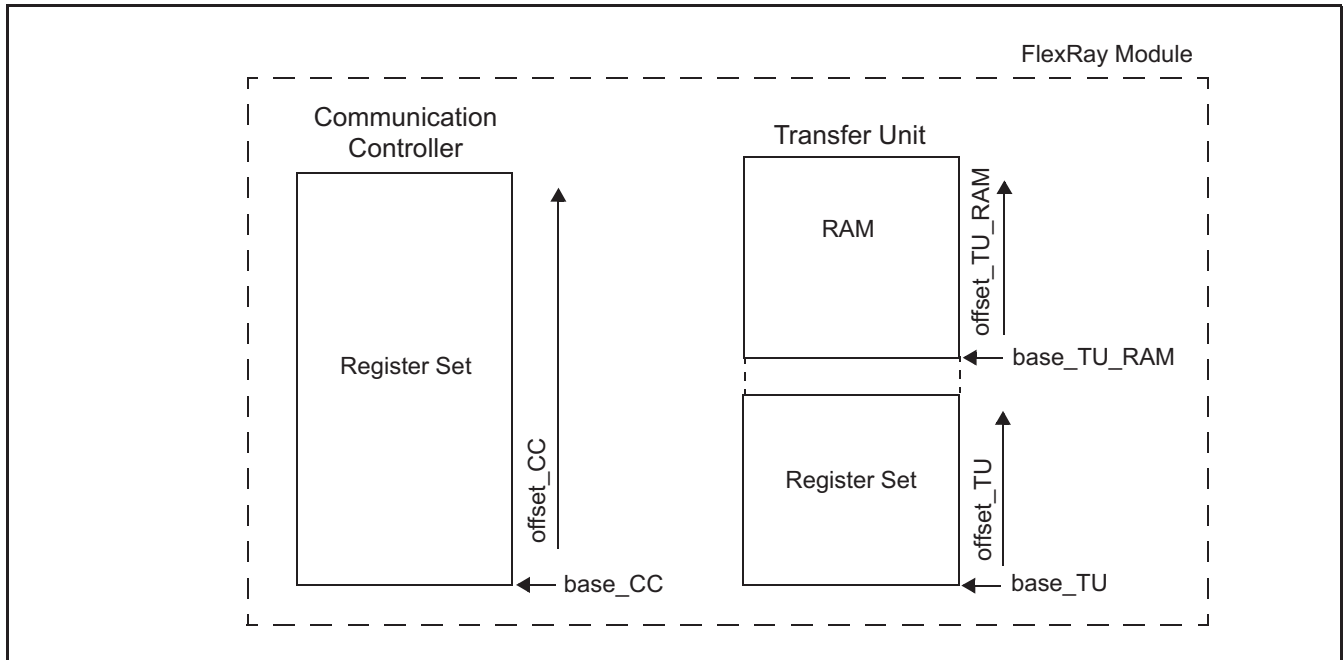 FlexRay Module
Communication
Controller
Register Set
offset_CC
base_CC
Transfer Unit
RAM
offset_TU_RAM
base_TU_RAM
Register Set
offset_TU
base_TU